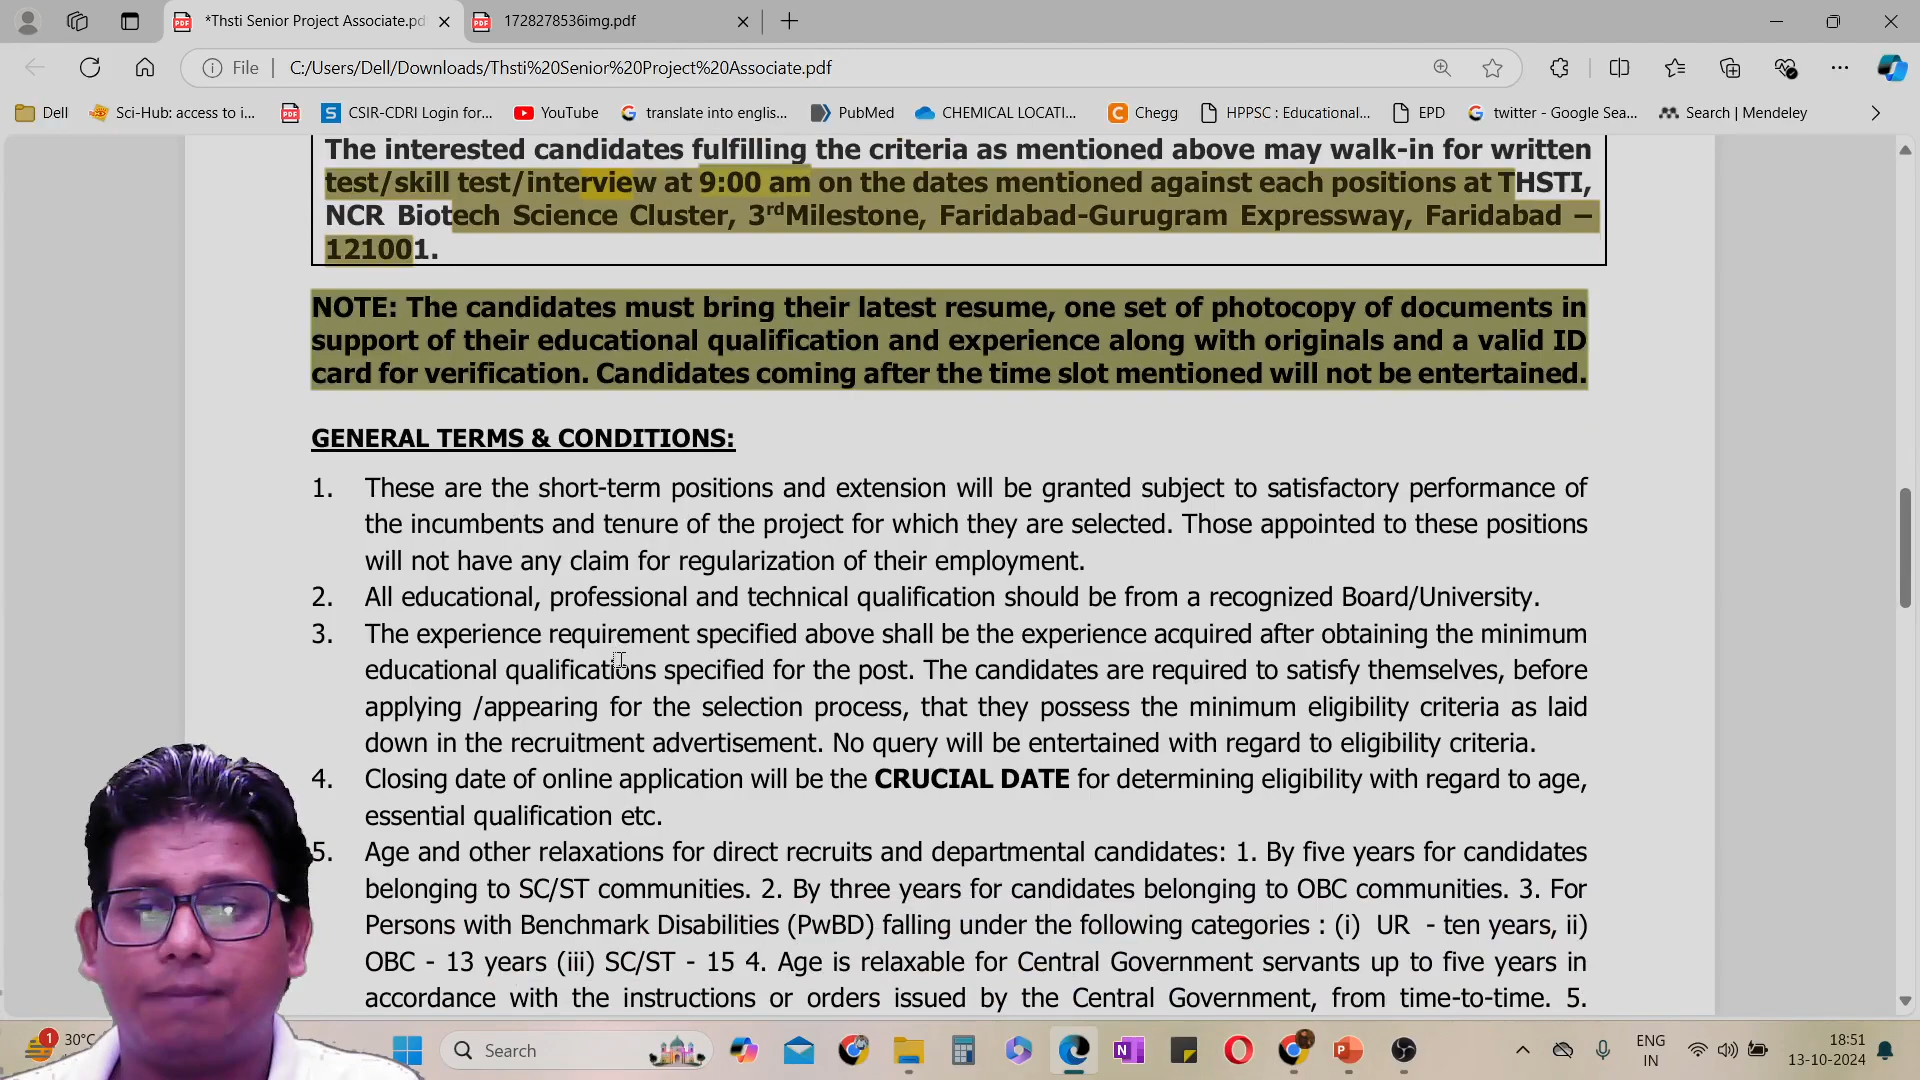 *Thsti Senior Project Associate.pd
1728278536img.pdf
File
C:/Users/Dell/Downloads/Thsti%20Senior%20Project%20Associate.pdf
Dell
Sci-Hub: access to i...
CSIR-CDRI Login for...
YouTube
translate into englis...
PubMed
CHEMICAL LOCATI...
Chegg
HPPSC : Educational...
EPD
twitter - Google Sea...
Search | Mendeley
The interested candidates fulfilling the criteria as mentioned above may walk-in for written
test/skill test/interview at 9:00 am on the dates mentioned against each positions at THSTI,
NCR Biotech Science Cluster, 3rdMilestone, Faridabad-Gurugram Expressway, Faridabad –
121001.
NOTE: The candidates must bring their latest resume, one set of photocopy of documents in
support of their educational qualification and experience along with originals and a valid ID
card for verification. Candidates coming after the time slot mentioned will not be entertained.
GENERAL TERMS & CONDITIONS:
1. These are the short-term positions and extension will be granted subject to satisfactory performance of
the incumbents and tenure of the project for which they are selected. Those appointed to these positions
will not have any claim for regularization of their employment.
2. All educational, professional and technical qualification should be from a recognized Board/University.
3. The experience requirement specified above shall be the experience acquired after obtaining the minimum
educational qualifications specified for the post. The candidates are required to satisfy themselves, before
applying /appearing for the selection process, that they possess the minimum eligibility criteria as laid
down in the recruitment advertisement. No query will be entertained with regard to eligibility criteria.
4. Closing date of online application will be the CRUCIAL DATE for determining eligibility with regard to age,
essential qualification etc.
5. Age and other relaxations for direct recruits and departmental candidates: 1. By five years for candidates
belonging to SC/ST communities. 2. By three years for candidates belonging to OBC communities. 3. For
Persons with Benchmark Disabilities (PwBD) falling under the following categories : (i) UR - ten years, ii)
OBC - 13 years (iii) SC/ST - 15 4. Age is relaxable for Central Government servants up to five years in
accordance with the instructions or orders issued by the Central Government, from time-to-time. 5.
1
30°C
Search
ENG
IN
18:51
13-10-2024